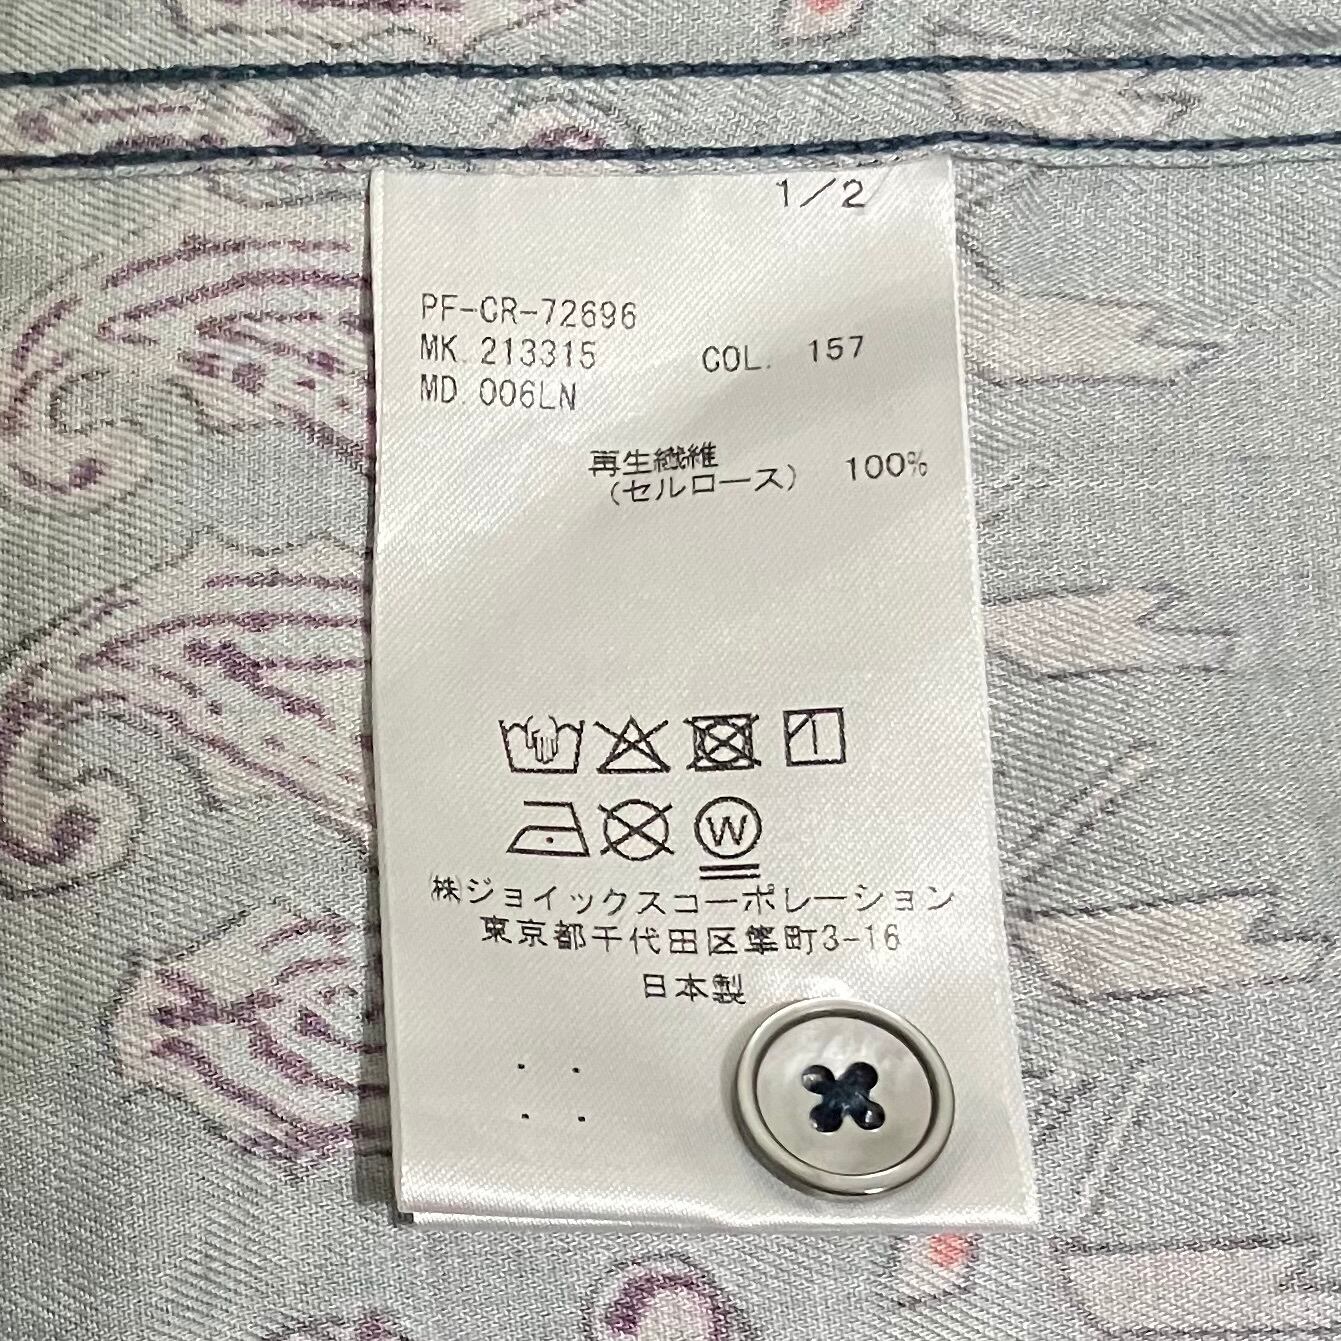 1/2
PF-CR-72696
MK. 213315 COL. 157
MD. 006LN
再生繊維
(セルロース) 100%
W
㈱ジョイックスコーポレーション
東京都千代田区隼町3-16
日本製